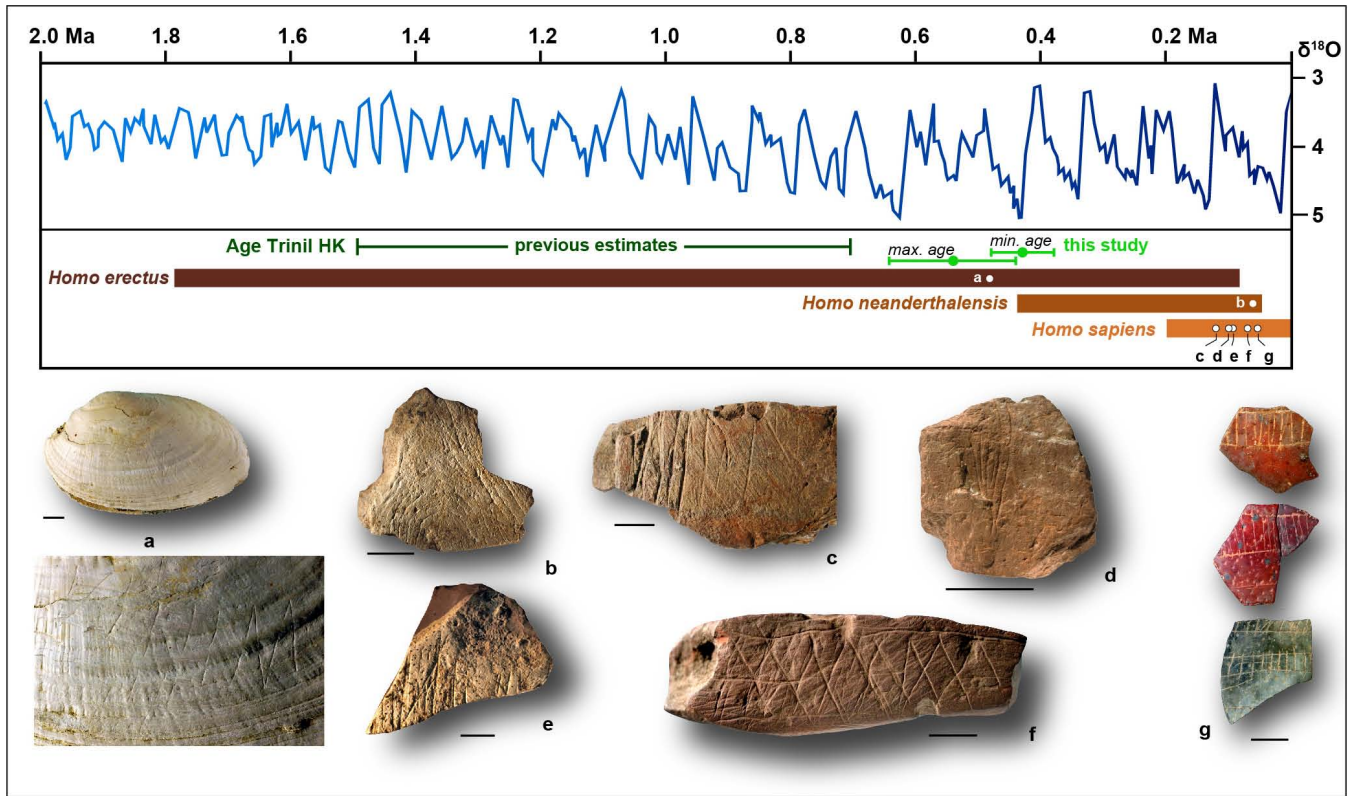 2.0 Ma 1.8 1.6 1.4 1.2 1.0 0.8 0.6 0.4 0.2 Ma
δ¹⁸O
3
4
5
Age Trinil HK previous estimates max. age min. age this study
Homo erectus a
Homo neanderthalensis b
Homo sapiens
c d e f g
a
b
c
d
e
f
g